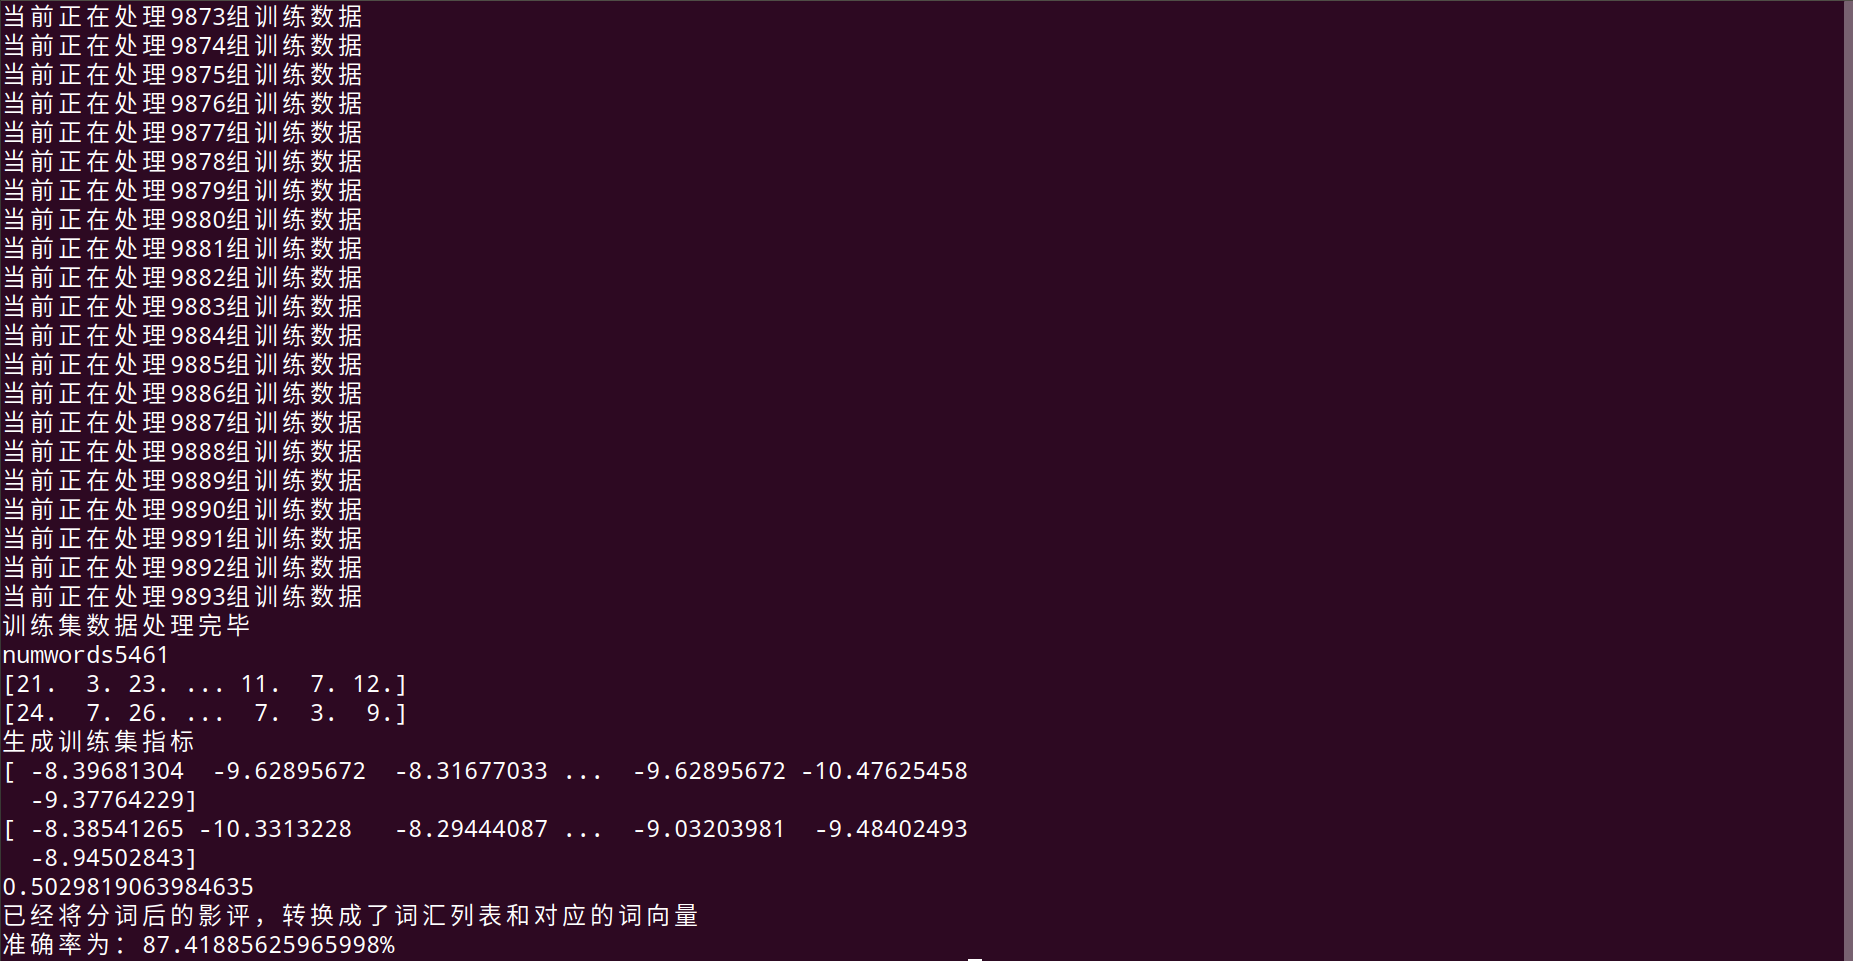 当前正在处理9873组训练数据
当前正在处理9874组训练数据
当前正在处理9875组训练数据
当前正在处理9876组训练数据
当前正在处理9877组训练数据
当前正在处理9878组训练数据
当前正在处理9879组训练数据
当前正在处理9880组训练数据
当前正在处理9881组训练数据
当前正在处理9882组训练数据
当前正在处理9883组训练数据
当前正在处理9884组训练数据
当前正在处理9885组训练数据
当前正在处理9886组训练数据
当前正在处理9887组训练数据
当前正在处理9888组训练数据
当前正在处理9889组训练数据
当前正在处理9890组训练数据
当前正在处理9891组训练数据
当前正在处理9892组训练数据
当前正在处理9893组训练数据
训练集数据处理完毕
numwords5461
[21.  3. 23. ... 11.  7. 12.]
[24.  7. 26. ...  7.  3.  9.]
生成训练集指标
[ -8.39681304  -9.62895672  -8.31677033 ...  -9.62895672 -10.47625458
  -9.37764229]
[ -8.38541265 -10.3313228   -8.29444087 ...  -9.03203981  -9.48402493
  -8.94502843]
0.5029819063984635
已经将分词后的影评，转换成了词汇列表和对应的词向量
准确率为：87.41885625965998%